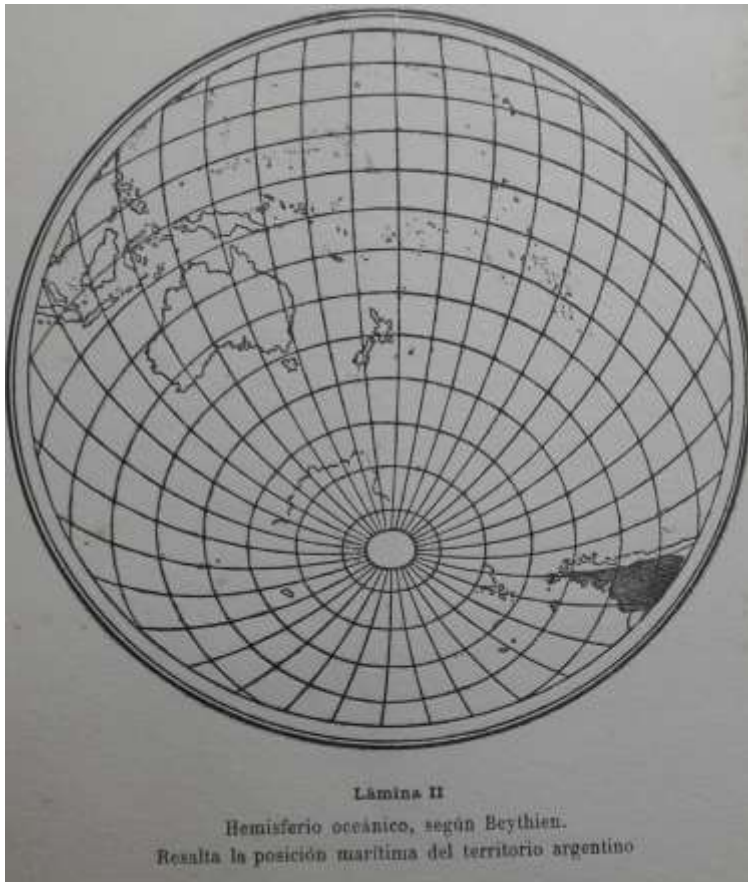 Lámina II
Hemisferio oceánico, según Beythien.
Resalta la posición marítima del territorio argentino